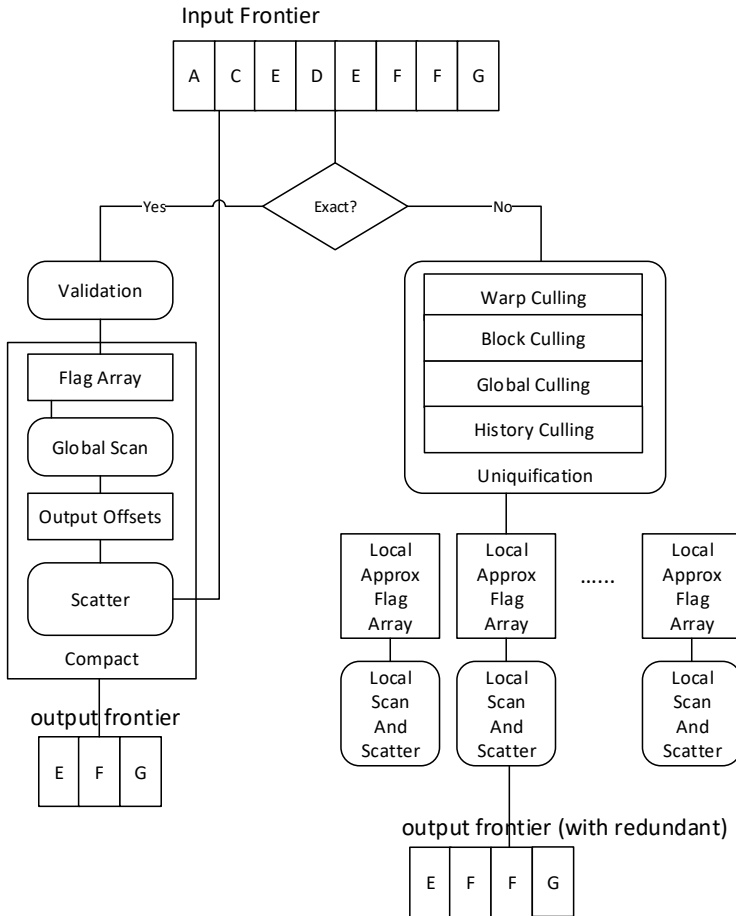 Input Frontier
A C E D E F F G
Exact?
Yes
No
Validation
Flag Array
Global Scan
Output Offsets
Scatter
Compact
output frontier
E F G
Warp Culling
Block Culling
Global Culling
History Culling
Uniquification
Local
Approx
Flag
Array
Local
Approx
Flag
Array
......
Local
Approx
Flag
Array
Local
Scan
And
Scatter
Local
Scan
And
Scatter
Local
Scan
And
Scatter
output frontier (with redundant)
E F F G